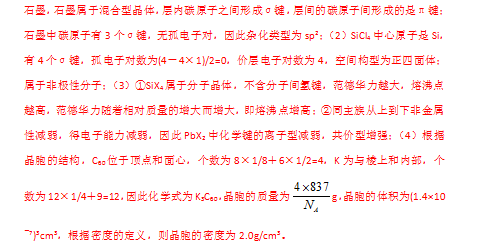 石墨,石墨属于混合型晶体,层内碳原子之间形成σ键,层间的碳原子间形成的是π键;
石墨中碳原子有3个σ键,无孤电子对,因此杂化类型为sp²;(2)SiCl₄中心原子是Si,
有4个σ键,孤电子对数为(4-4×1)/2=0,价层电子对数为4,空间构型为正四面体;
属于非极性分子;(3)①SiX₄属于分子晶体,不含分子间氢键,范德华力越大,熔沸点
越高,范德华力随着相对质量的增大而增大,即熔沸点增高;②同主族从上到下非金属
性减弱,得电子能力减弱,因此PbX₂中化学键的离子型减弱,共价型增强;(4)根据
晶胞的结构,C₆₀位于顶点和面心,个数为8×1/8+6×1/2=4,K为与棱上和内部,个
数为12×1/4+9=12,因此化学式为K₃C₆₀,晶胞的质量为4×837/N_A g,晶胞的体积为(1.4×10
⁻⁷)³cm³,根据密度的定义,则晶胞的密度为2.0g/cm³。